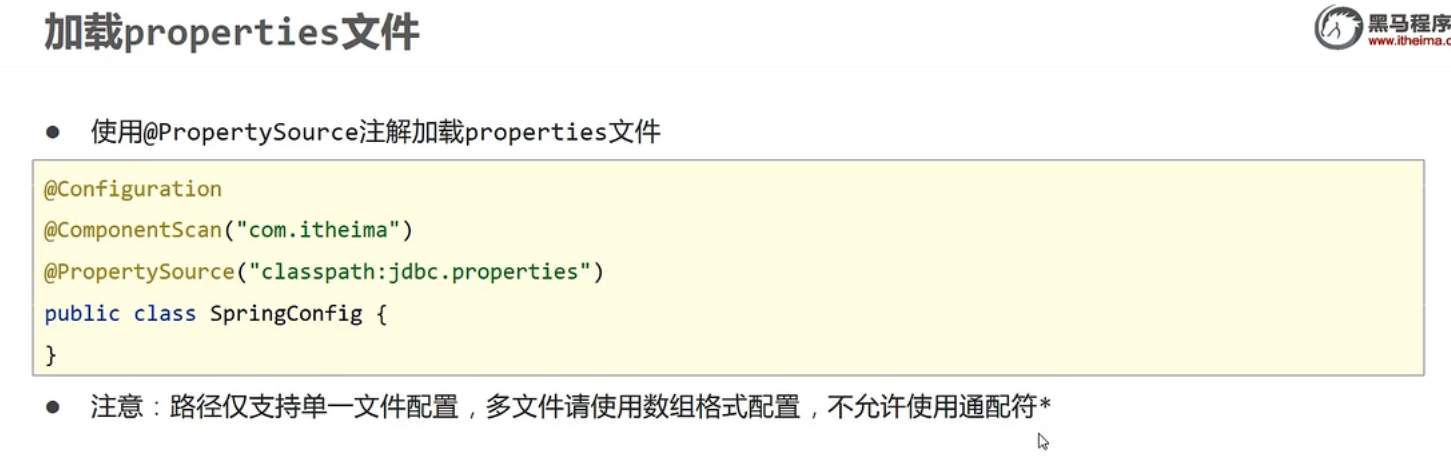 加载properties文件
黑马程序
www.itheima.c
● 使用@PropertySource注解加载properties文件
@Configuration
@ComponentScan("com.itheima")
@PropertySource("classpath:jdbc.properties")
public class SpringConfig {
}
● 注意：路径仅支持单一文件配置，多文件请使用数组格式配置，不允许使用通配符*